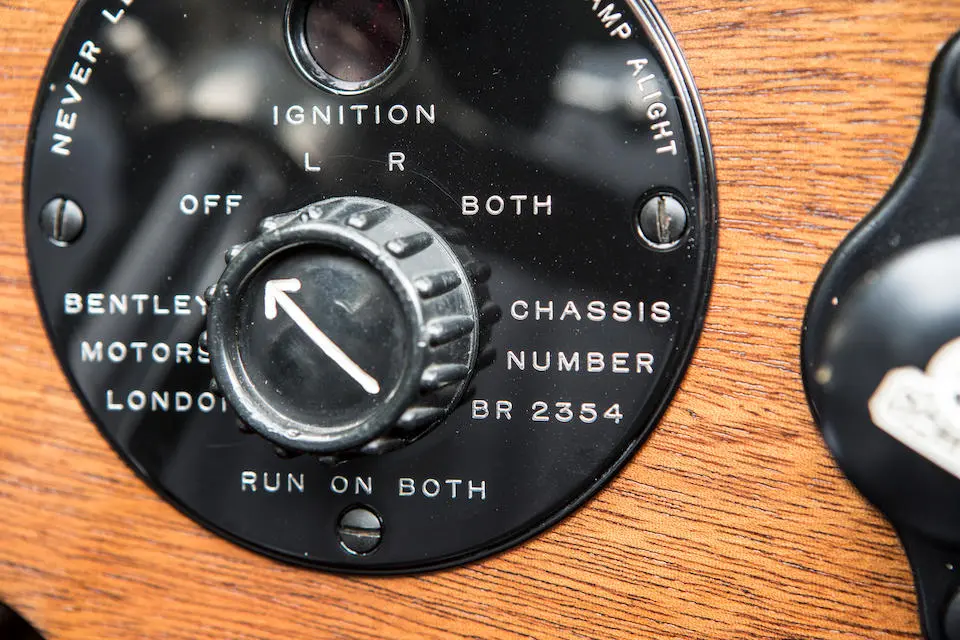 NEVER
ALIGHT
IGNITION
L R
OFF BOTH
BENTLEY CHASSIS
MOTORS NUMBER
BR 2354
RUN ON BOTH